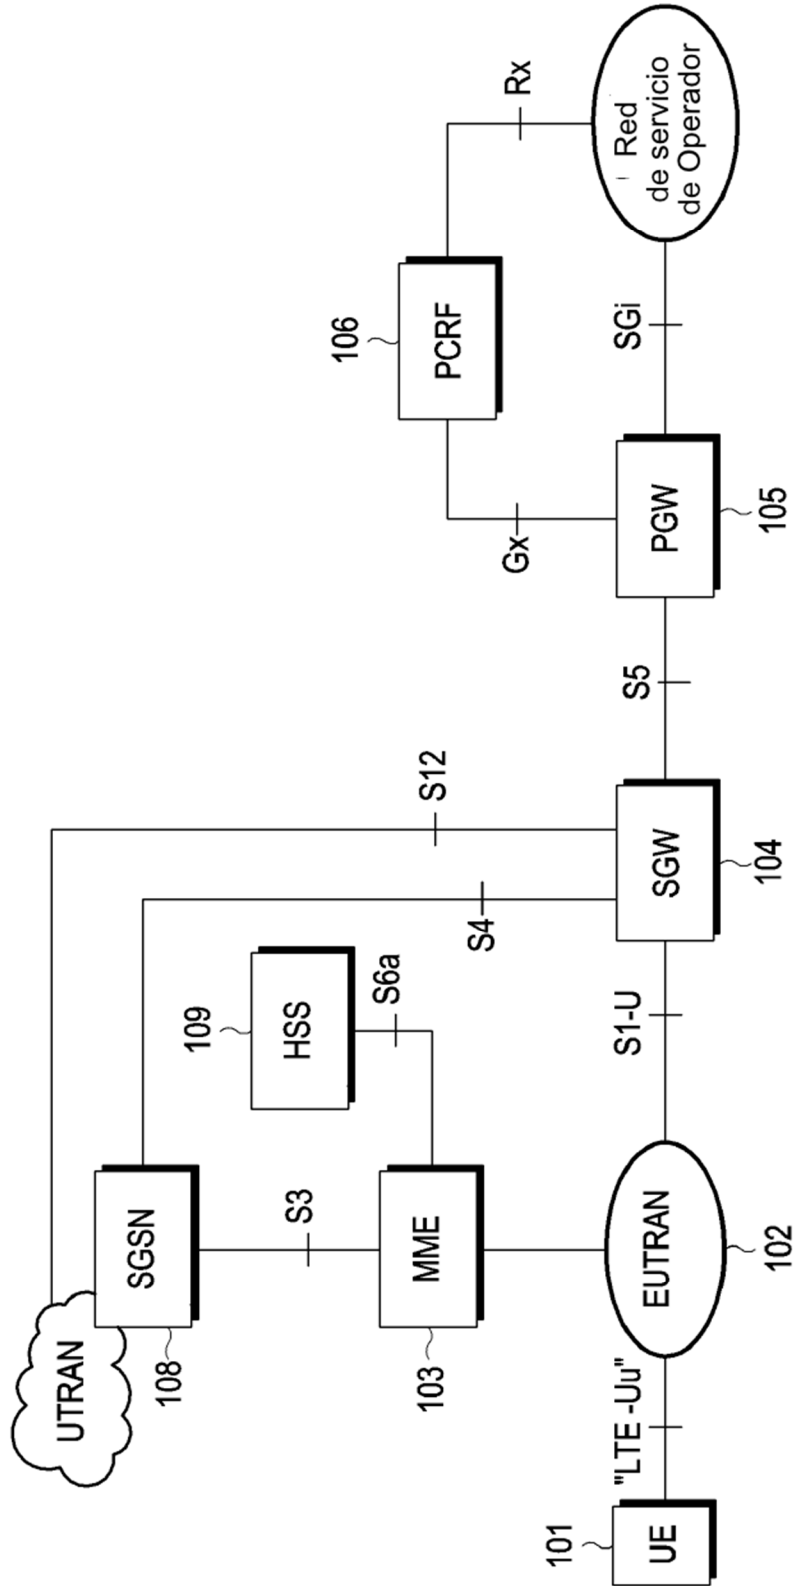 UTRAN
SGSN
108
S12
S4
109
HSS
S6a
S3
MME
103
106
PCRF
Rx
Gx
101
UE
"LTE -Uu"
EUTRAN
102
S1-U
SGW
104
S5
PGW
105
SGi
Red
de servicio
de Operador